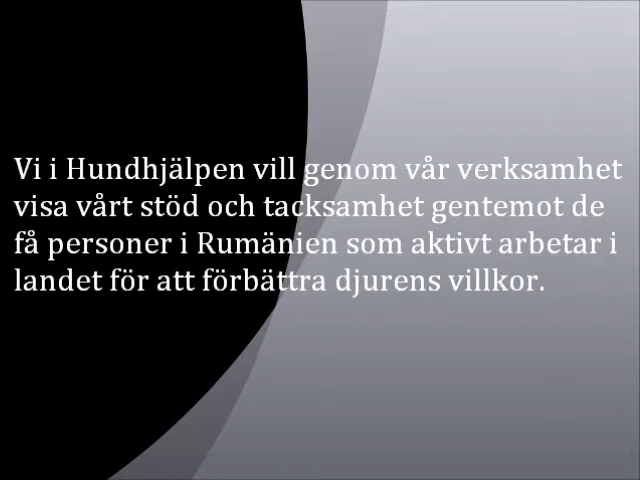 Vi i Hundhjälpen vill genom vår verksamhet
visa vårt stöd och tacksamhet gentemot de
få personer i Rumänien som aktivt arbetar i
landet för att förbättra djurens villkor.